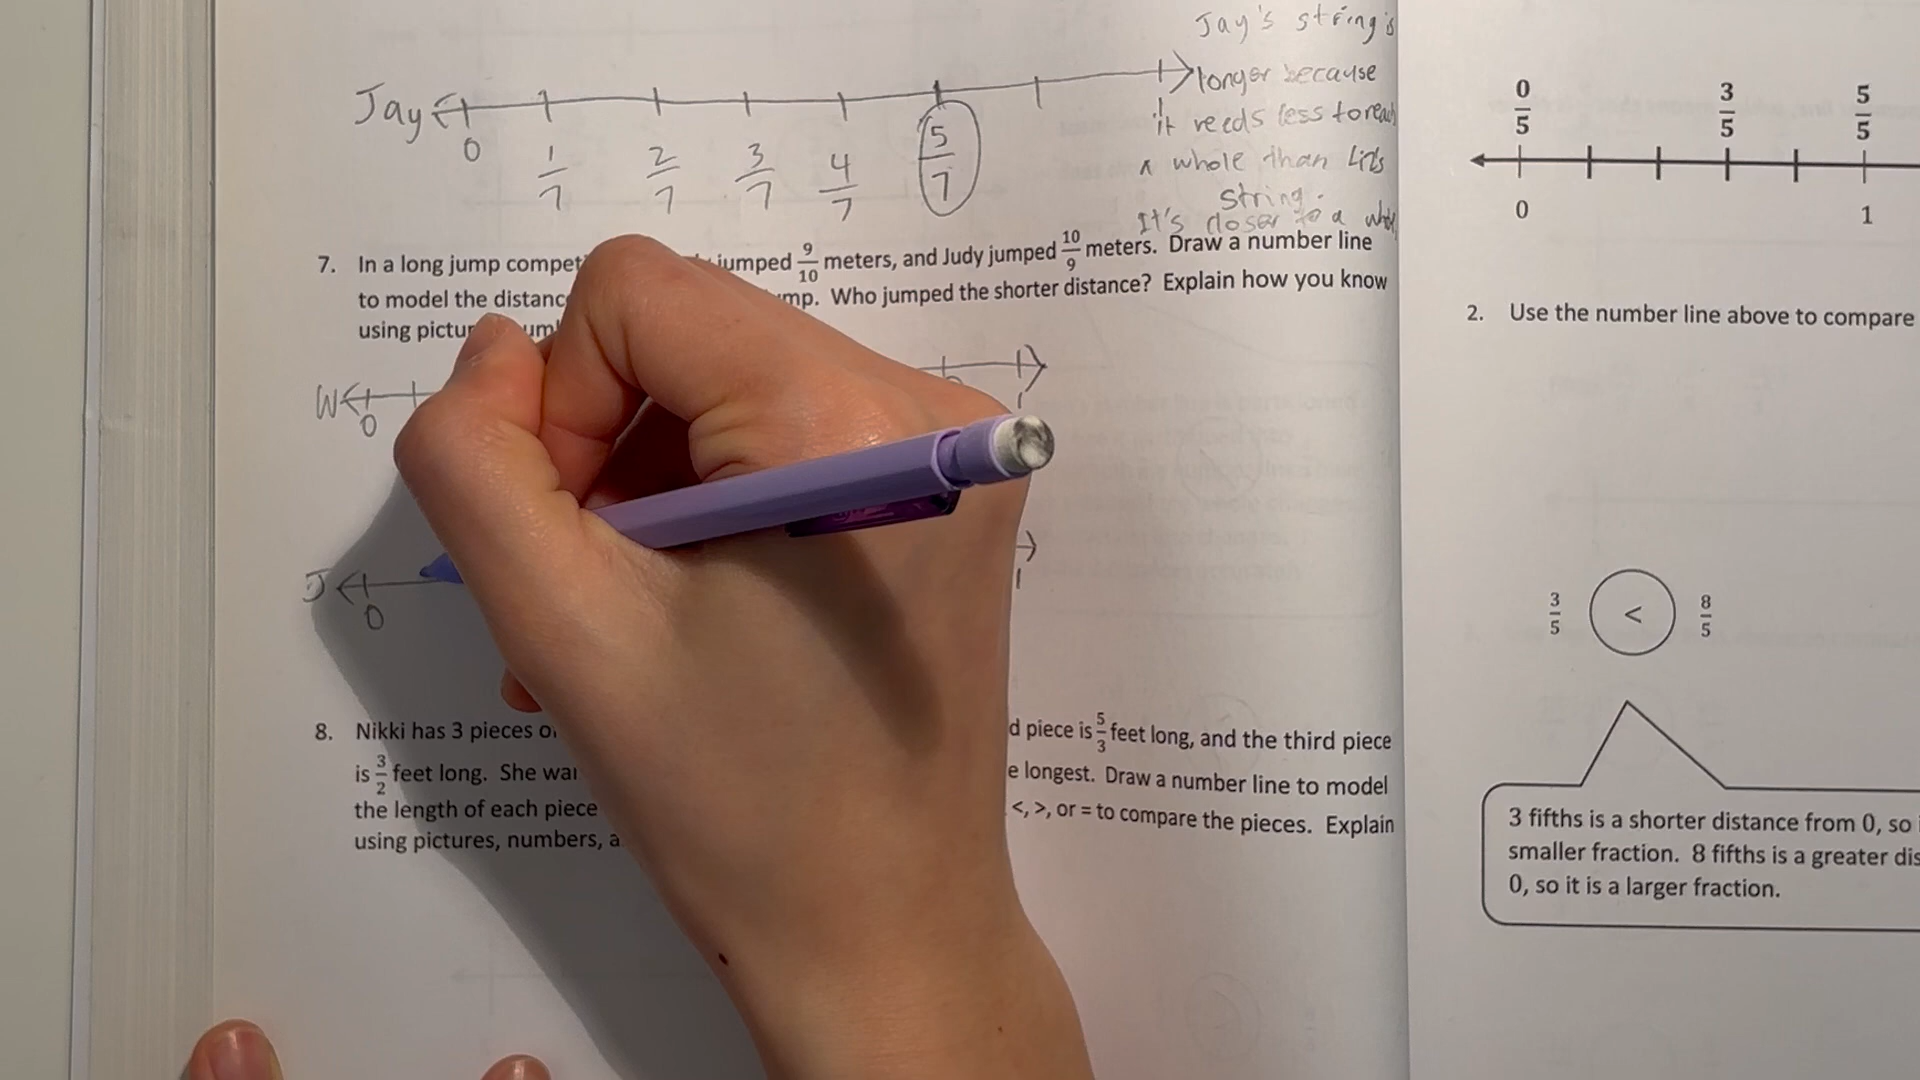 Jay's string is
Jay
longer because
it needs less to reach
a whole than
string.
It's closer to a
0 1/7 2/7 3/7 4/7 5/7
7. In a long jump jumped 9/10 meters, and Judy jumped 10/9 meters. Draw a number line
to model the Who jumped the shorter distance? Explain how you know
using
W
0 1
J
0 1
8. Nikki has 3 pieces piece is 5/3 feet long, and the third piece
is 3/2 feet long. She longest. Draw a number line to model
the length of each piece <, >, or = to compare the pieces. Explain
using pictures, numbers,
0/5 3/5 5/5
0 1
2. Use the number line above to compare
3/5 < 8/5
3 fifths is a shorter distance from 0, so
smaller fraction. 8 fifths is a greater
0, so it is a larger fraction.